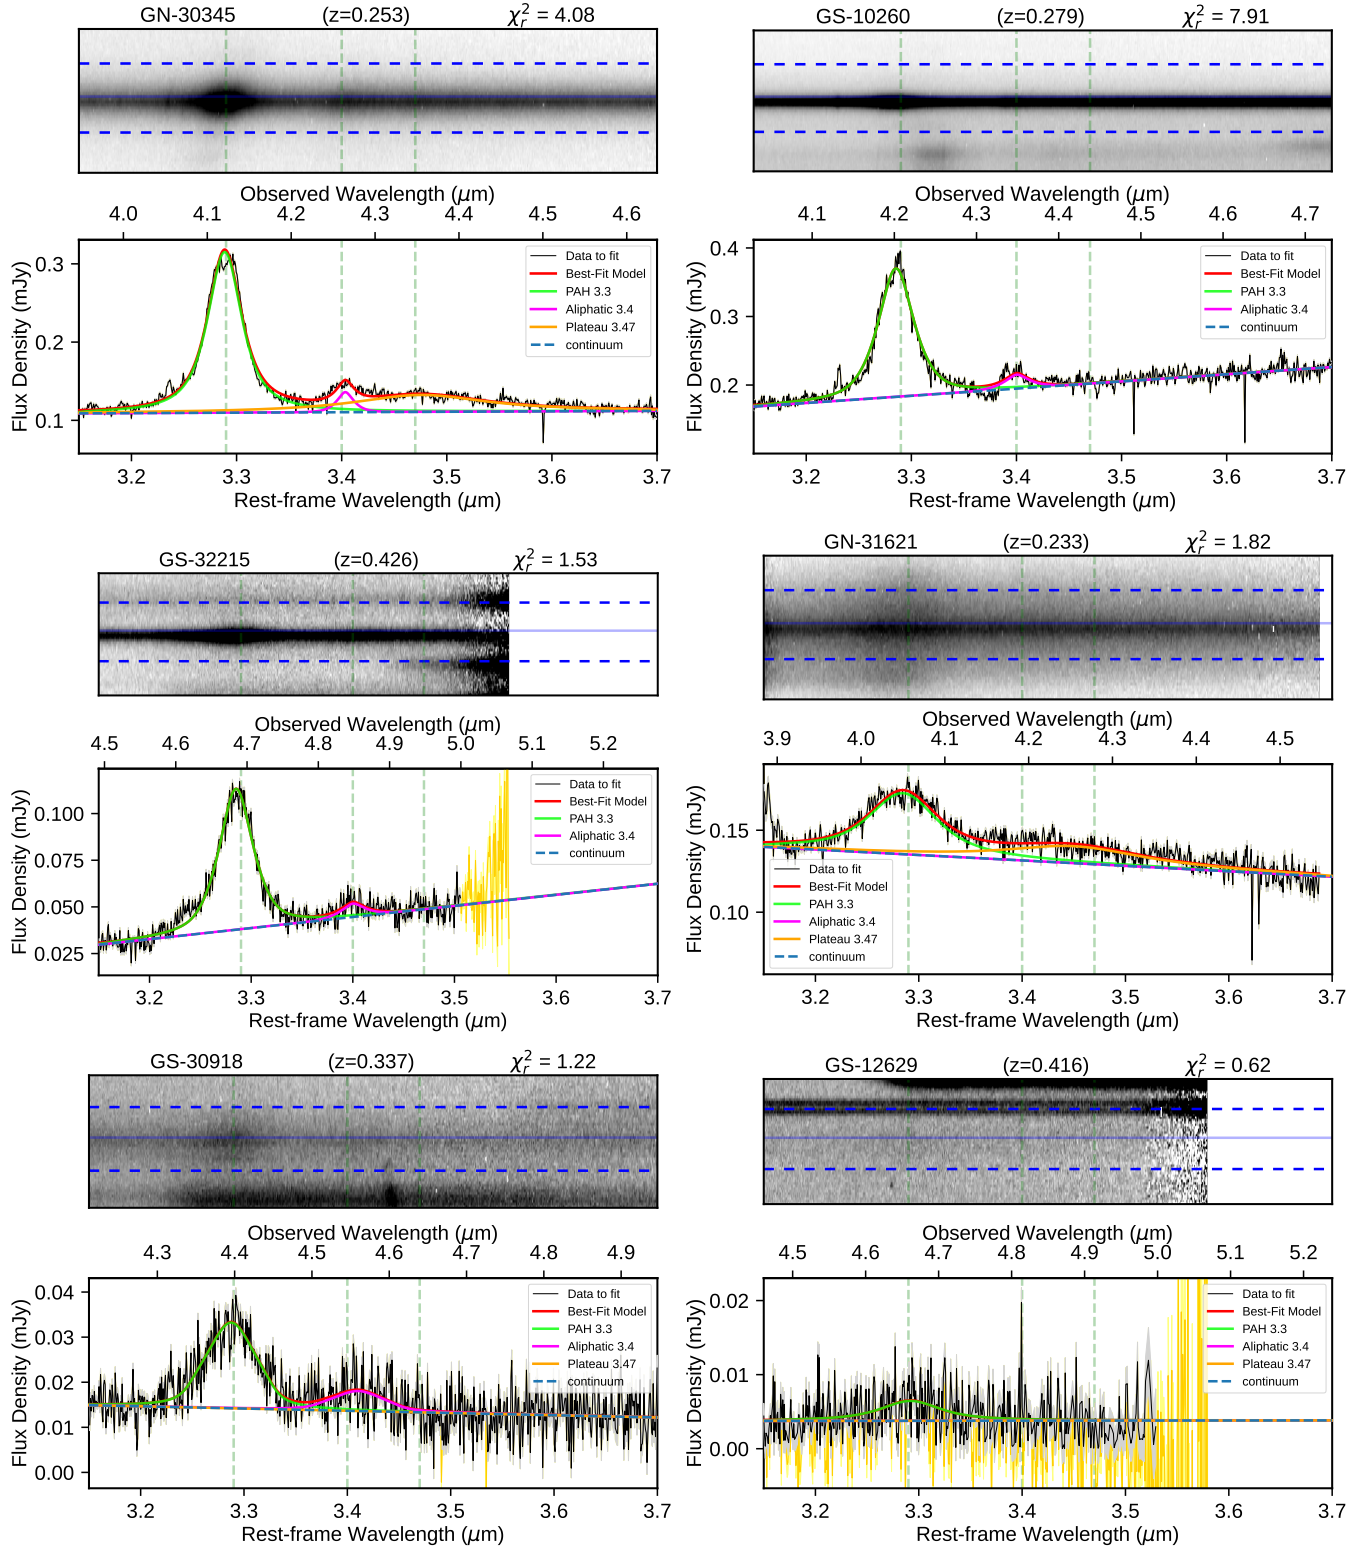 GN-30345 (z=0.253) χ²ᵣ = 4.08
Observed Wavelength (μm)
4.0 4.1 4.2 4.3 4.4 4.5 4.6
Flux Density (mJy)
0.3
0.2
0.1
Data to fit
Best-Fit Model
PAH 3.3
Aliphatic 3.4
Plateau 3.47
continuum
3.2 3.3 3.4 3.5 3.6 3.7
Rest-frame Wavelength (μm)
GS-10260 (z=0.279) χ²ᵣ = 7.91
Observed Wavelength (μm)
4.1 4.2 4.3 4.4 4.5 4.6 4.7
Flux Density (mJy)
0.4
0.3
0.2
Data to fit
Best-Fit Model
PAH 3.3
Aliphatic 3.4
continuum
3.2 3.3 3.4 3.5 3.6 3.7
Rest-frame Wavelength (μm)
GS-32215 (z=0.426) χ²ᵣ = 1.53
Observed Wavelength (μm)
4.5 4.6 4.7 4.8 4.9 5.0 5.1 5.2
Flux Density (mJy)
0.100
0.075
0.050
0.025
Data to fit
Best-Fit Model
PAH 3.3
Aliphatic 3.4
continuum
3.2 3.3 3.4 3.5 3.6 3.7
Rest-frame Wavelength (μm)
GN-31621 (z=0.233) χ²ᵣ = 1.82
Observed Wavelength (μm)
3.9 4.0 4.1 4.2 4.3 4.4 4.5
Flux Density (mJy)
0.15
0.10
Data to fit
Best-Fit Model
PAH 3.3
Aliphatic 3.4
Plateau 3.47
continuum
3.2 3.3 3.4 3.5 3.6 3.7
Rest-frame Wavelength (μm)
GS-30918 (z=0.337) χ²ᵣ = 1.22
Observed Wavelength (μm)
4.3 4.4 4.5 4.6 4.7 4.8 4.9
Flux Density (mJy)
0.04
0.03
0.02
0.01
0.00
Data to fit
Best-Fit Model
PAH 3.3
Aliphatic 3.4
Plateau 3.47
continuum
3.2 3.3 3.4 3.5 3.6 3.7
Rest-frame Wavelength (μm)
GS-12629 (z=0.416) χ²ᵣ = 0.62
Observed Wavelength (μm)
4.5 4.6 4.7 4.8 4.9 5.0 5.1 5.2
Flux Density (mJy)
0.02
0.01
0.00
Data to fit
Best-Fit Model
PAH 3.3
Aliphatic 3.4
Plateau 3.47
continuum
3.2 3.3 3.4 3.5 3.6 3.7
Rest-frame Wavelength (μm)